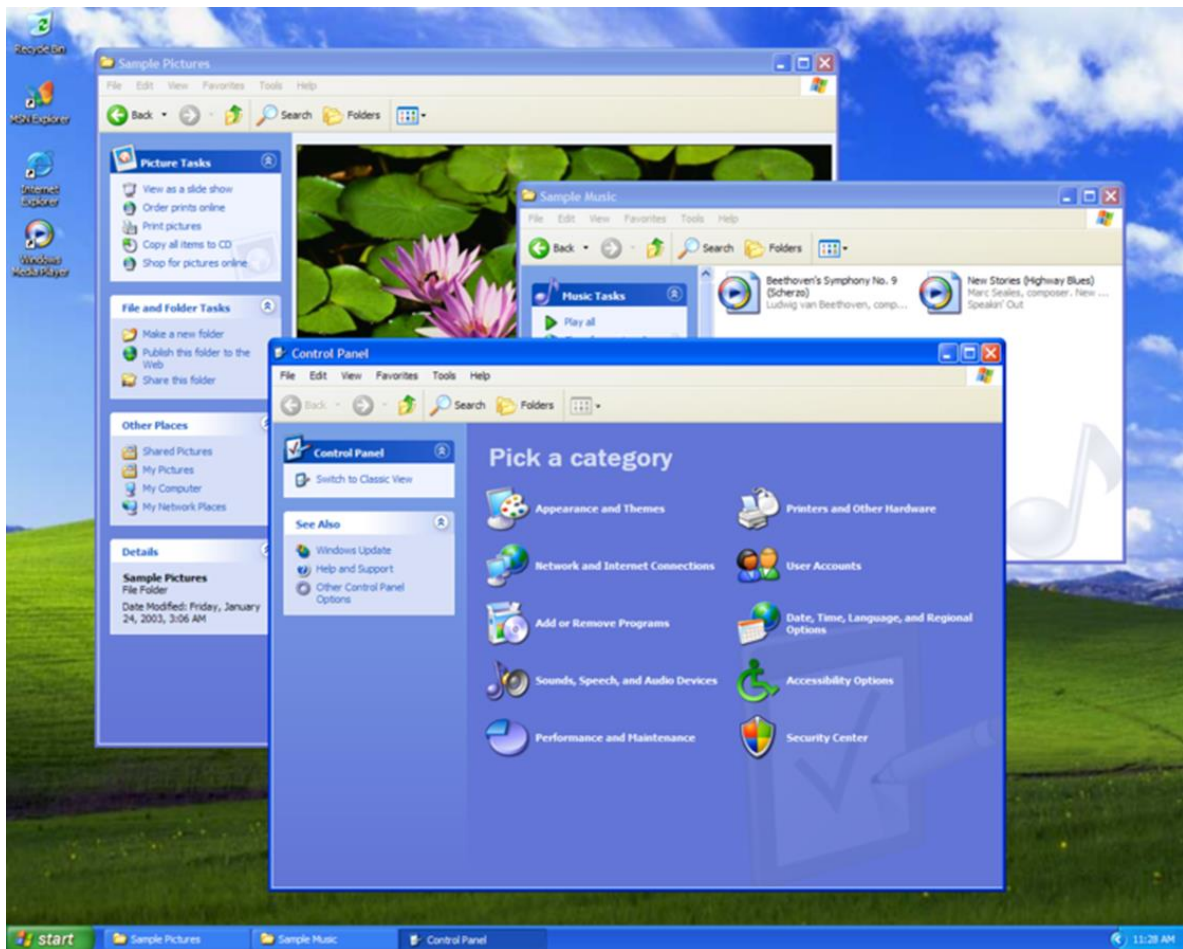 Recycle Bin
MSN Explorer
Internet
Explorer
Windows
Media Player
Sample Pictures
File Edit View Favorites Tools Help
Back Search Folders
Picture Tasks
View as a slide show
Order prints online
Print pictures
Copy all items to CD
Shop for pictures online
File and Folder Tasks
Make a new folder
Publish this folder to the
Web
Share this folder
Other Places
Shared Pictures
My Pictures
My Computer
My Network Places
Details
Sample Pictures
File Folder
Date Modified: Friday, January
24, 2003, 3:06 AM
Sample Music
File Edit View Favorites Tools Help
Back Search Folders
Music Tasks
Play all
Beethoven's Symphony No. 9
(Scherzo)
Ludwig van Beethoven, comp...
New Stories (Highway Blues)
Marc Seales, composer. New ...
Speakin' Out
Control Panel
File Edit View Favorites Tools Help
Back Search Folders
Control Panel
Switch to Classic View
See Also
Windows Update
Help and Support
Other Control Panel
Options
Pick a category
Appearance and Themes
Printers and Other Hardware
Network and Internet Connections
User Accounts
Add or Remove Programs
Date, Time, Language, and Regional
Options
Sounds, Speech, and Audio Devices
Accessibility Options
Performance and Maintenance
Security Center
start
Sample Pictures
Sample Music
Control Panel
11:28 AM